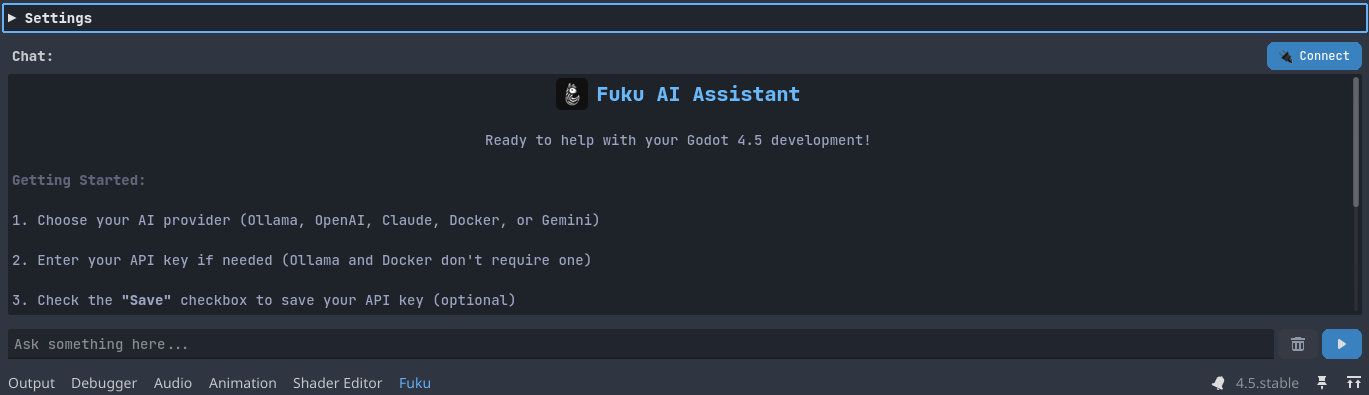 Settings
Chat:
Connect
Fuku AI Assistant
Ready to help with your Godot 4.5 development!
Getting Started:
1. Choose your AI provider (Ollama, OpenAI, Claude, Docker, or Gemini)
2. Enter your API key if needed (Ollama and Docker don't require one)
3. Check the "Save" checkbox to save your API key (optional)
Ask something here...
Output Debugger Audio Animation Shader Editor Fuku 4.5.stable